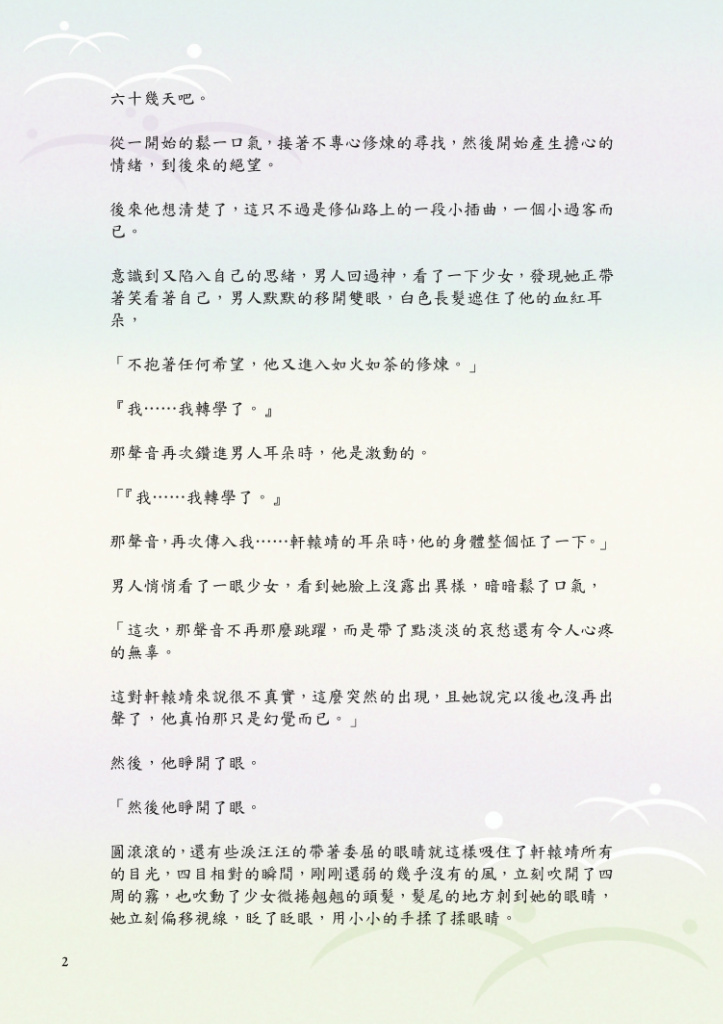 六十幾天吧。
從一開始的鬆一口氣，接著不專心修煉的尋找，然後開始產生擔心的
情緒，到後來的絕望。
後來他想清楚了，這只不過是修仙路上的一段小插曲，一個小過客而
已。
意識到又陷入自己的思緒，男人回過神，看了一下少女，發現她正帶
著笑看著自己，男人默默的移開雙眼，白色長髮遮住了他的血紅耳
朵，
「不抱著任何希望，他又進入如火如荼的修煉。」
『我……我轉學了。』
那聲音再次鑽進男人耳朵時，他是激動的。
「『我……我轉學了。』
那聲音，再次傳入我……軒轅靖的耳朵時，他的身體整個怔了一下。」
男人悄悄看了一眼少女，看到她臉上沒露出異樣，暗暗鬆了口氣，
「這次，那聲音不再那麼跳躍，而是帶了點淡淡的哀愁還有令人心疼
的無辜。
這對軒轅靖來說很不真實，這麼突然的出現，且她說完以後也沒再出
聲了，他真怕那只是幻覺而已。」
然後，他睜開了眼。
「然後他睜開了眼。
圓滾滾的，還有些淚汪汪的帶著委屈的眼睛就這樣吸住了軒轅靖所有
的目光，四目相對的瞬間，剛剛還弱的幾乎沒有的風，立刻吹開了四
周的霧，也吹動了少女微捲翹翹的頭髮，髮尾的地方刺到她的眼睛，
她立刻偏移視線，眨了眨眼，用小小的手揉了揉眼睛。
2